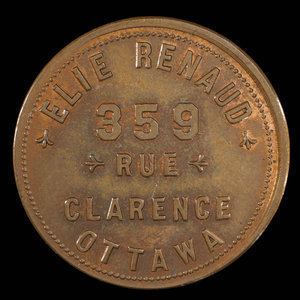 ELIE RENAUD
359
RUE
CLARENCE
OTTAWA